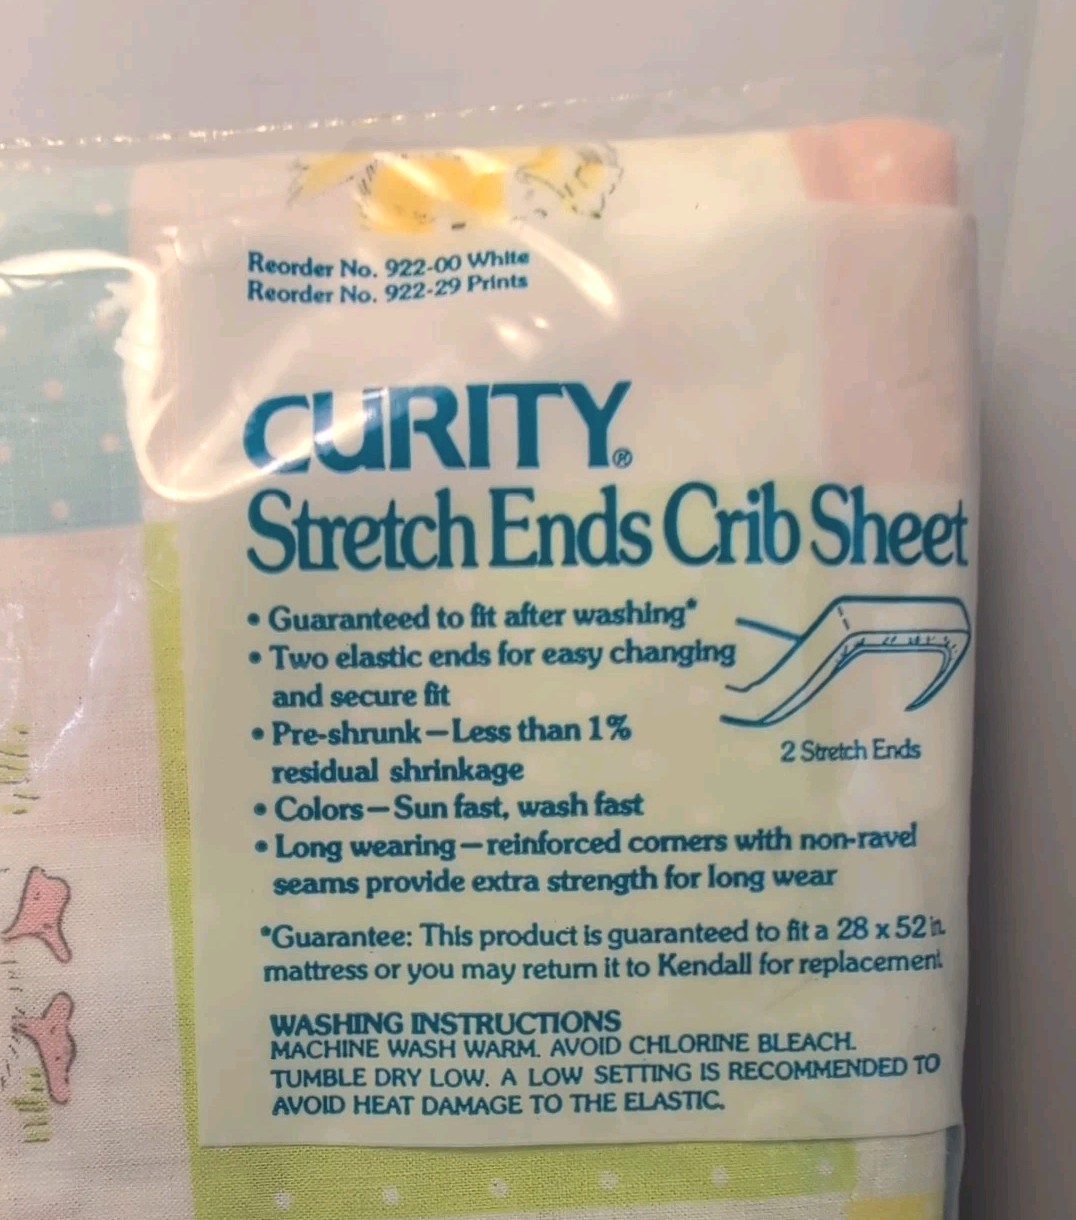 Reorder No. 922-00 White
Reorder No. 922-29 Prints
CURITY®
Stretch Ends Crib Sheet
• Guaranteed to fit after washing*
• Two elastic ends for easy changing
and secure fit
• Pre-shrunk—Less than 1%
residual shrinkage
2 Stretch Ends
• Colors—Sun fast, wash fast
• Long wearing—reinforced corners with non-ravel
seams provide extra strength for long wear
*Guarantee: This product is guaranteed to fit a 28 x 52 in.
mattress or you may return it to Kendall for replacement.
WASHING INSTRUCTIONS
MACHINE WASH WARM. AVOID CHLORINE BLEACH.
TUMBLE DRY LOW. A LOW SETTING IS RECOMMENDED TO
AVOID HEAT DAMAGE TO THE ELASTIC.